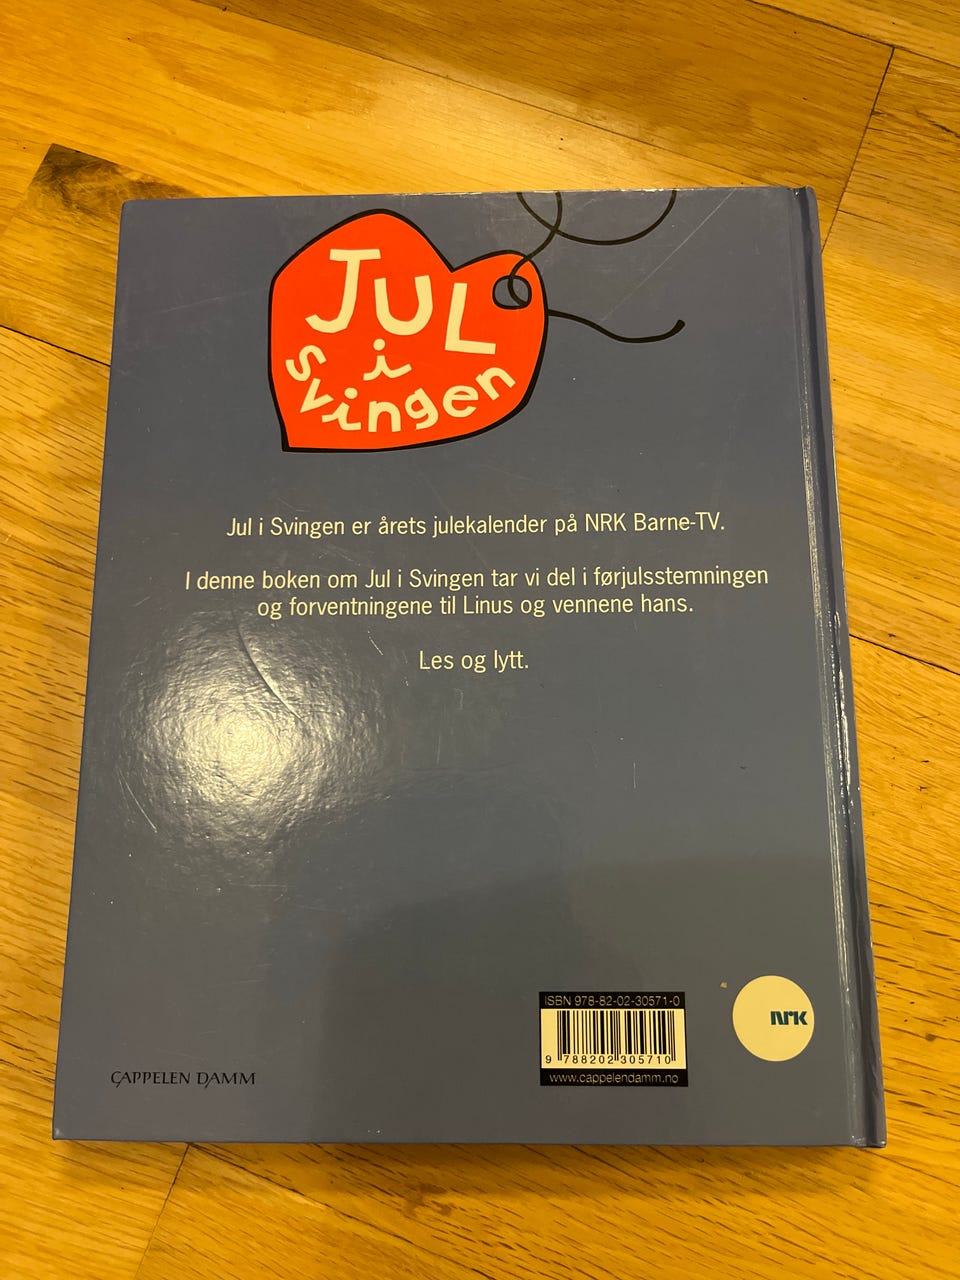 JUL
i
svingen
Jul i Svingen er årets julekalender på NRK Barne-TV.
I denne boken om Jul i Svingen tar vi del i førjulsstemningen
og forventningene til Linus og vennene hans.
Les og lytt.
ISBN 978-82-02-30571-0
9 788202 305710
www.cappelendamm.no
NRK
CAPPELEN DAMM